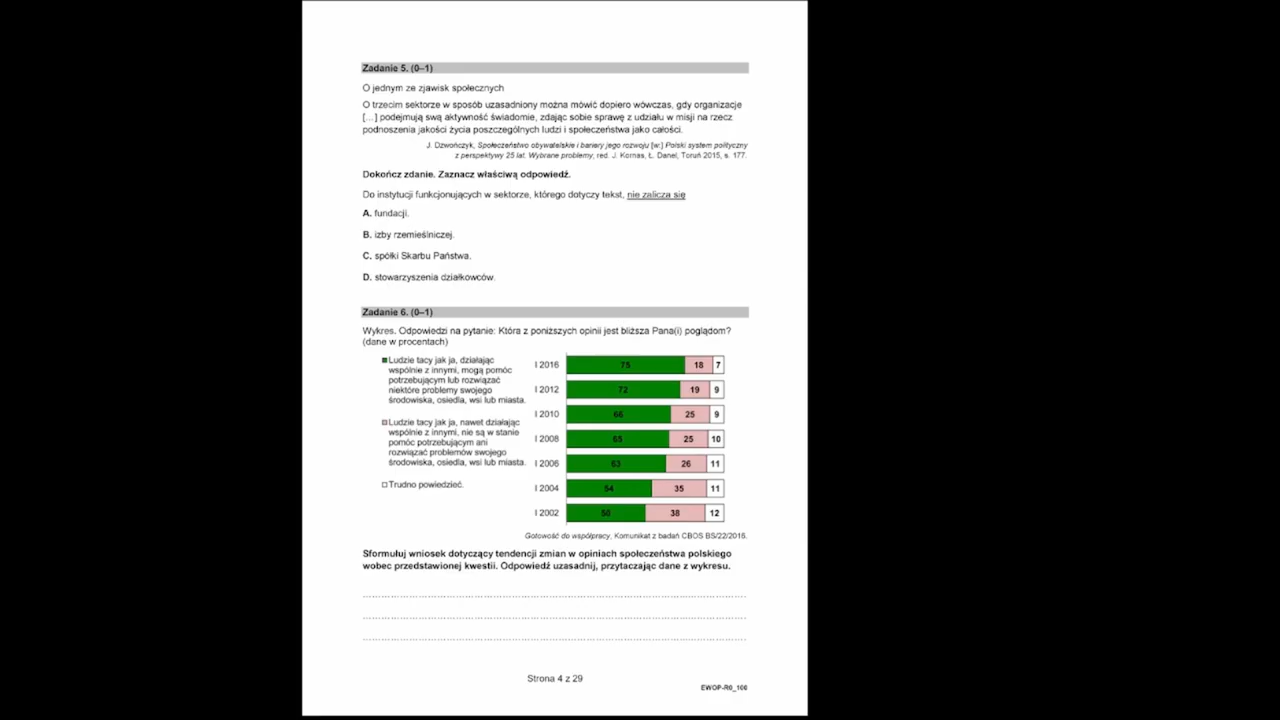 Zadanie 5. (0–1)
O jednym ze zjawisk społecznych
O trzecim sektorze w sposób uzasadniony można mówić dopiero wówczas, gdy organizacje
[…] podejmują swą aktywność świadomie, zdając sobie sprawę z udziału w misji na rzecz
podnoszenia jakości życia poszczególnych ludzi i społeczeństwa jako całości.
J. Dzwończyk, Społeczeństwo obywatelskie i bariery jego rozwoju [w:] Polski system polityczny
z perspektywy 25 lat. Wybrane problemy, red. J. Kornaś, Ł. Danel, Toruń 2015, s. 177.
Dokończ zdanie. Zaznacz właściwą odpowiedź.
Do instytucji funkcjonujących w sektorze, którego dotyczy tekst, nie zalicza się
A. fundacji.
B. izby rzemieślniczej.
C. spółki Skarbu Państwa.
D. stowarzyszenia działkowców.
Zadanie 6. (0–1)
Wykres. Odpowiedzi na pytanie: Która z poniższych opinii jest bliższa Pana(i) poglądom?
(dane w procentach)
Ludzie tacy jak ja, działając
wspólnie z innymi, mogą pomóc
potrzebującym lub rozwiązać
niektóre problemy swojego
środowiska, osiedla, wsi lub miasta.
Ludzie tacy jak ja, nawet działając
wspólnie z innymi, nie są w stanie
pomóc potrzebującym ani
rozwiązać problemów swojego
środowiska, osiedla, wsi lub miasta.
Trudno powiedzieć.
I 2016 75 18 7
I 2012 72 19 9
I 2010 66 25 9
I 2008 65 25 10
I 2006 63 26 11
I 2004 54 35 11
I 2002 50 38 12
Gotowość do współpracy, Komunikat z badań CBOS BS/22/2016.
Sformułuj wniosek dotyczący tendencji zmian w opiniach społeczeństwa polskiego
wobec przedstawionej kwestii. Odpowiedź uzasadnij, przytaczając dane z wykresu.
Strona 4 z 29
EWOP-R0_100